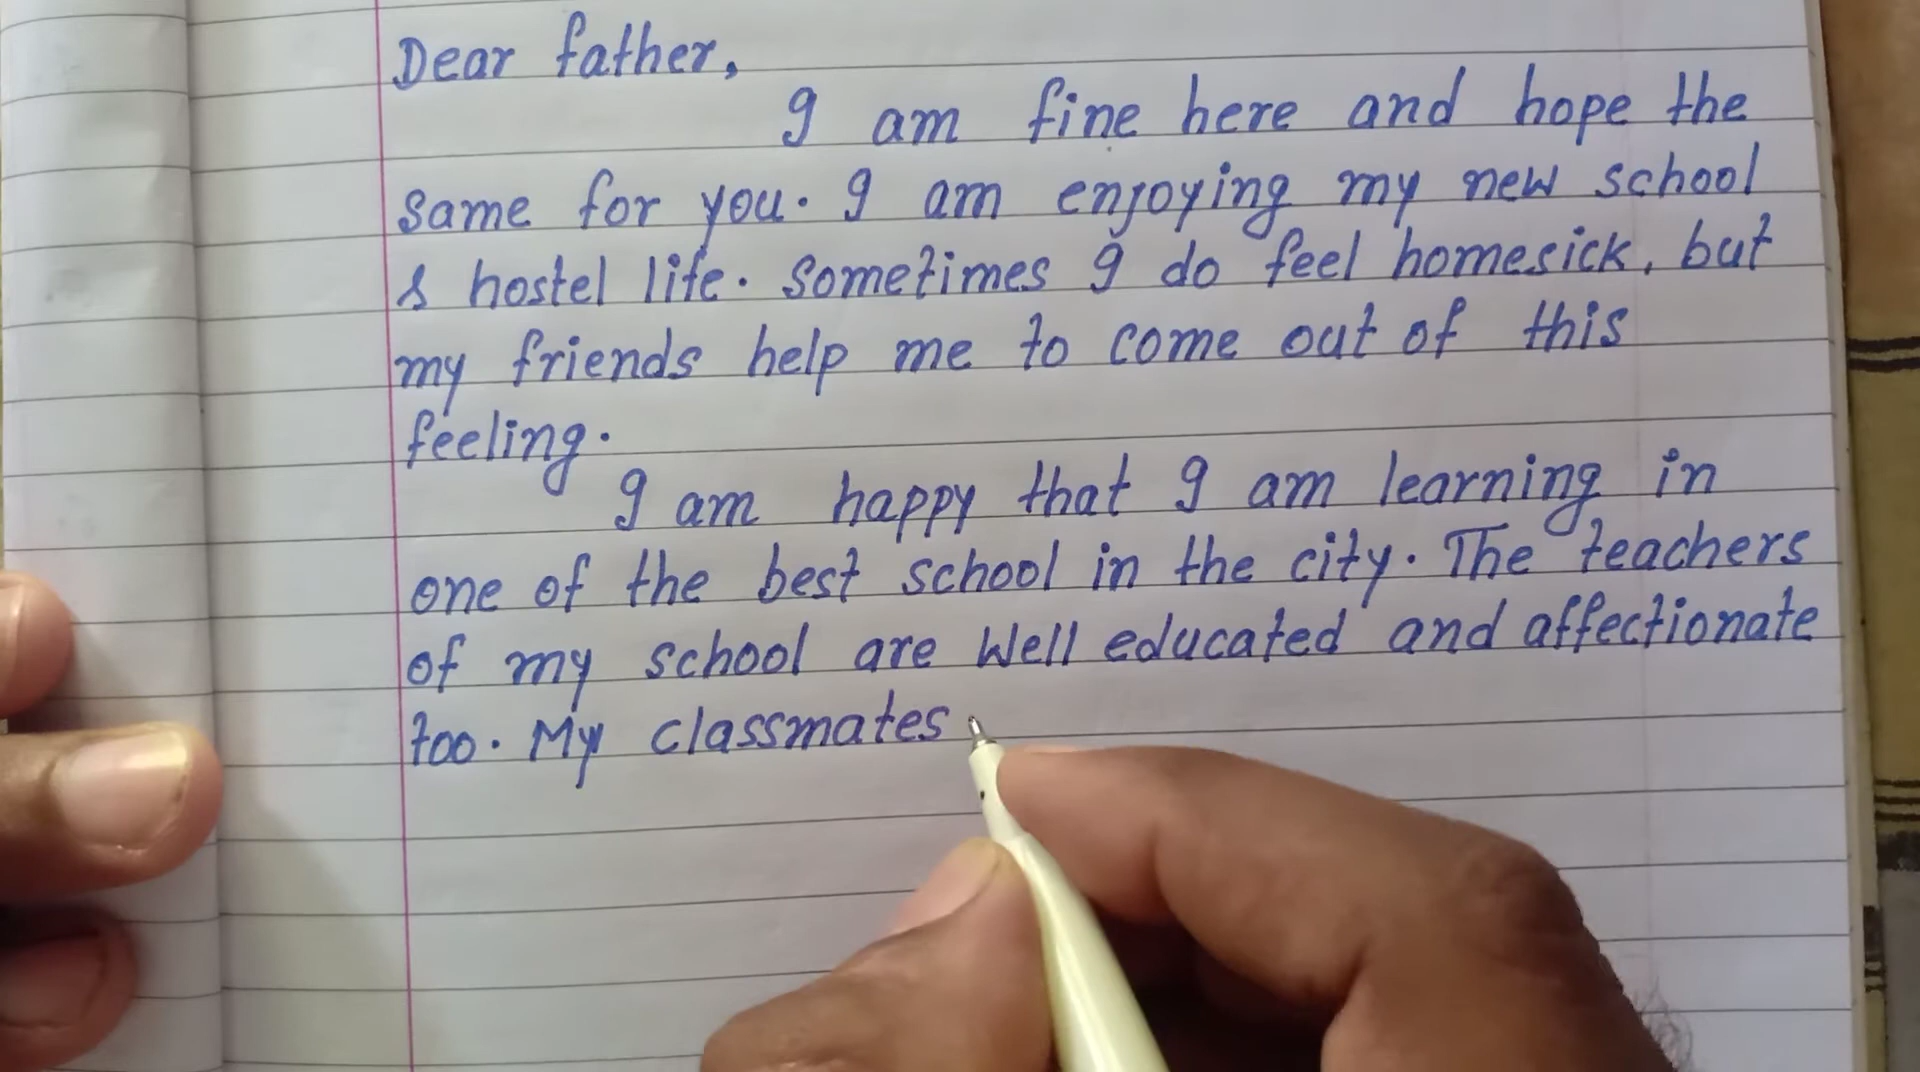 Dear father,
I am fine here and hope the
same for you. I am enjoying my new school
& hostel life. Sometimes I do feel homesick, but
my friends help me to come out of this
feeling.
I am happy that I am learning in
one of the best school in the city. The teachers
of my school are well educated and affectionate
too. My classmates